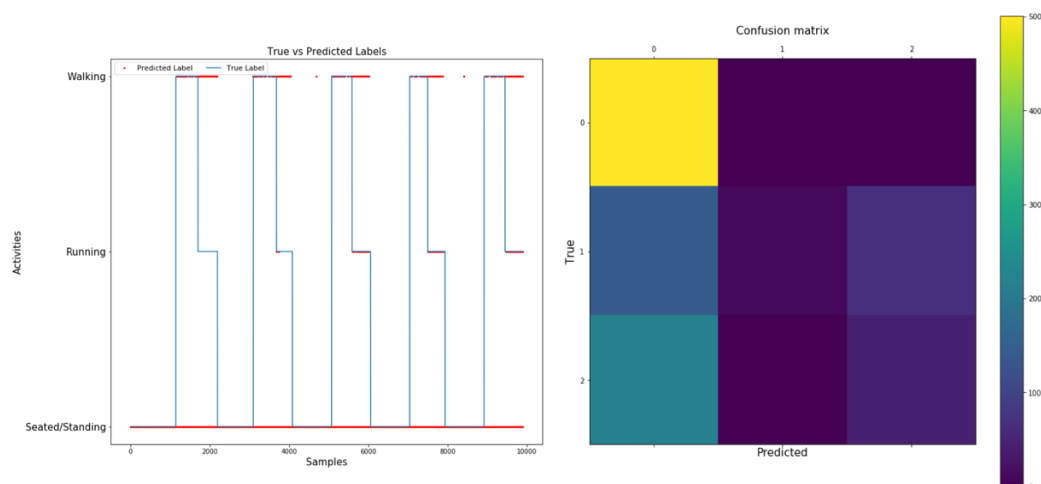 True vs Predicted Labels
Predicted Label
True Label
Walking
Running
Seated/Standing
Activities
0
2000
4000
6000
8000
10000
Samples
Confusion matrix
0
1
2
0
1
2
True
Predicted
500
400
300
200
100